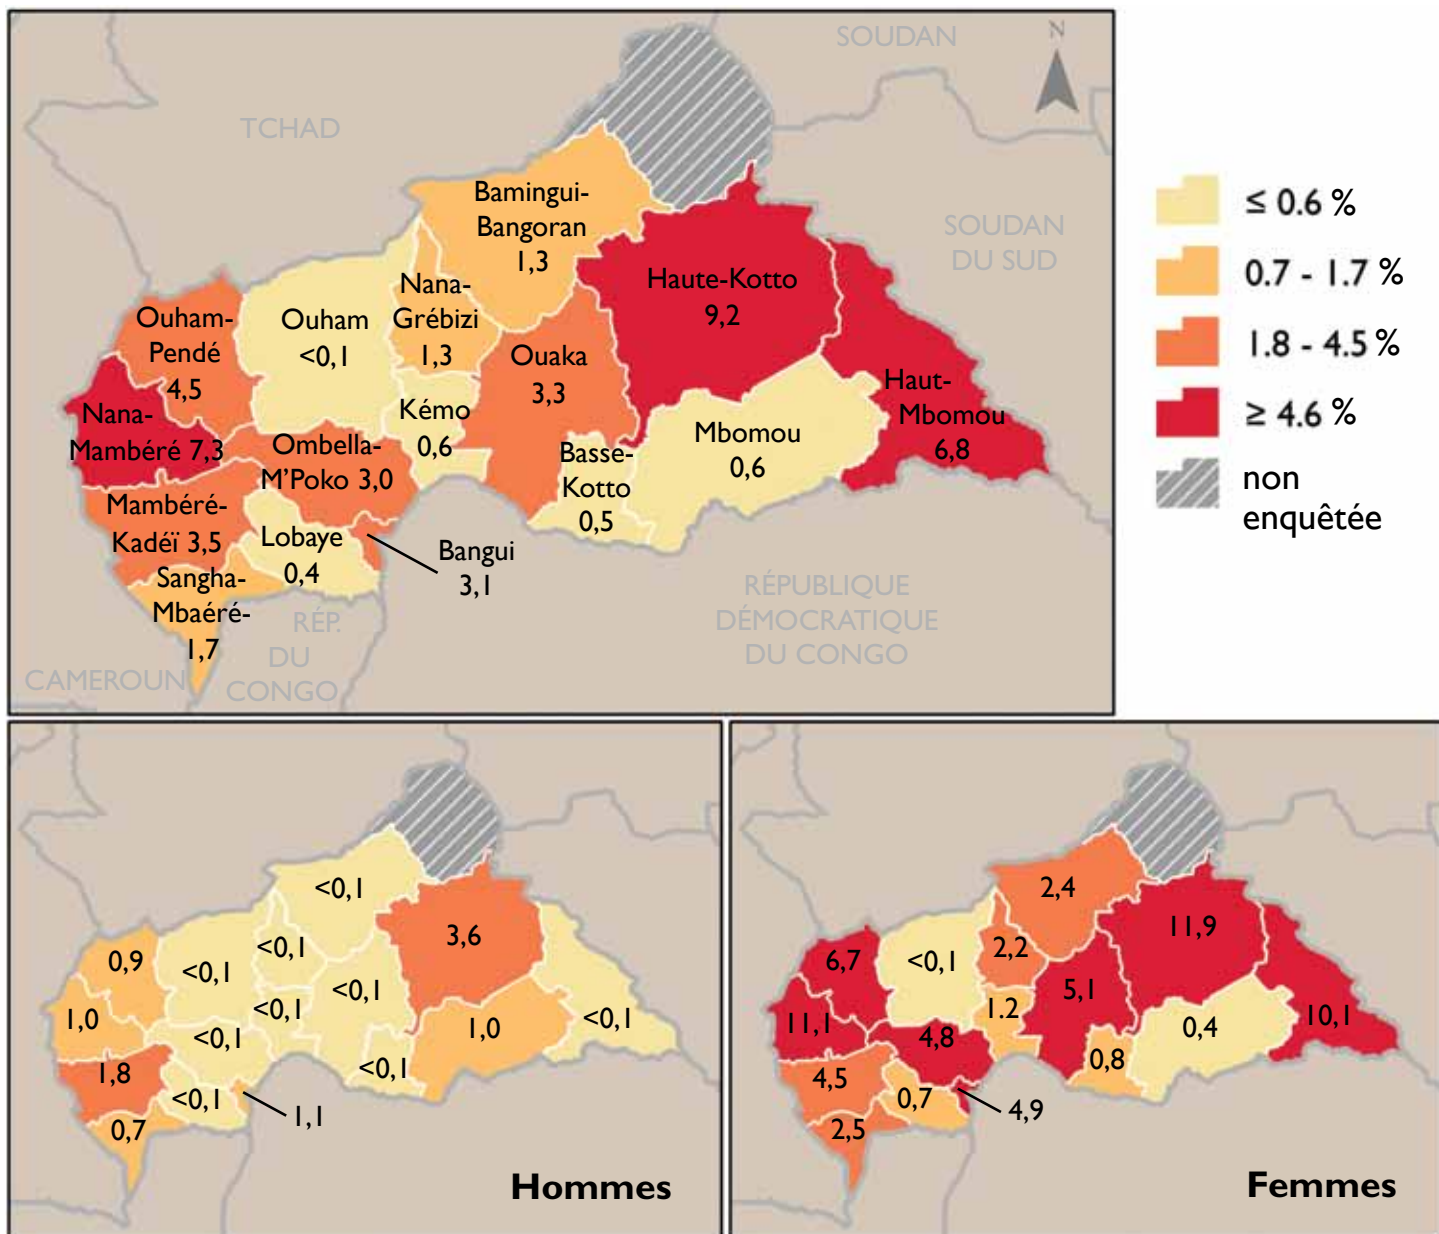 SOUDAN
N
TCHAD
SOUDAN
DU SUD
Bamingui-
Bangoran
1,3
Nana-
Grébizi
1,3
Haute-Kotto
9,2
Ouham-
Pendé
4,5
Ouham
<0,1
Ouaka
3,3
Haut-
Mbomou
6,8
Nana-
Mambéré 7,3
Kémo
0,6
Mbomou
0,6
Ombella-
M'Poko 3,0
Basse-
Kotto
0,5
Mambéré-
Kadéï 3,5
Lobaye
0,4
Bangui
3,1
Sangha-
Mbaéré-
1,7
RÉP.
DU
CONGO
RÉPUBLIQUE
DÉMOCRATIQUE
DU CONGO
CAMEROUN
≤ 0.6 %
0.7 - 1.7 %
1.8 - 4.5 %
≥ 4.6 %
non
enquêtée
<0,1
3,6
0,9
<0,1
<0,1
<0,1
1,0
<0,1
1,0
<0,1
<0,1
1,8
<0,1
<0,1
1,1
0,7
Hommes
2,4
11,9
6,7
<0,1
2,2
5,1
11,1
1.2
10,1
4,8
0,4
4,5
0,8
0,7
4,9
2,5
Femmes